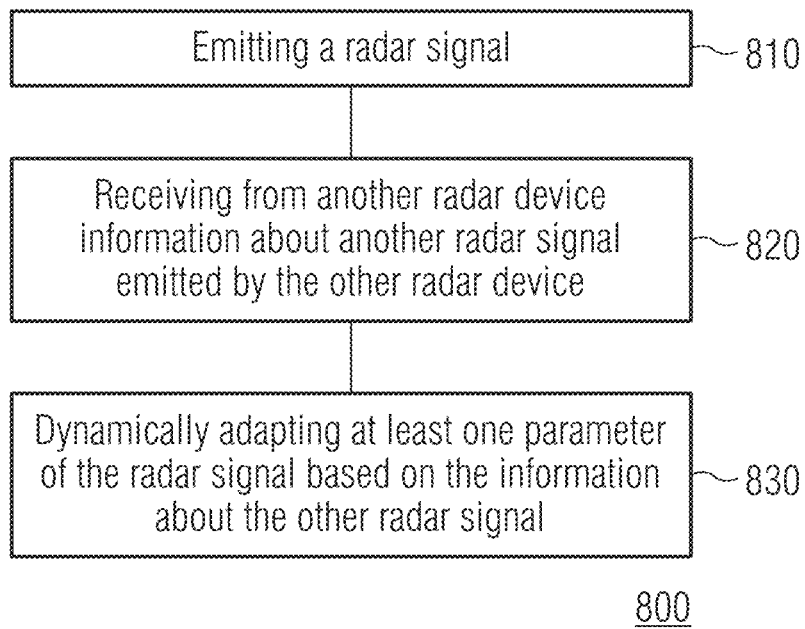 Emitting a radar signal
810
Receiving from another radar device
information about another radar signal
emitted by the other radar device
820
Dynamically adapting at least one parameter
of the radar signal based on the information
about the other radar signal
830
800